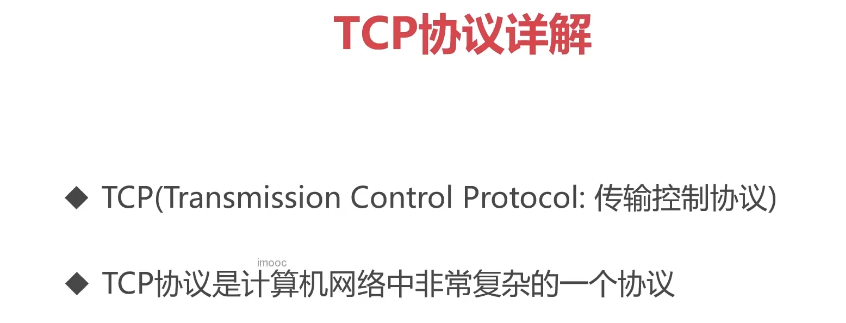 TCP协议详解
◆ TCP(Transmission Control Protocol: 传输控制协议)
imooc
◆ TCP协议是计算机网络中非常复杂的一个协议